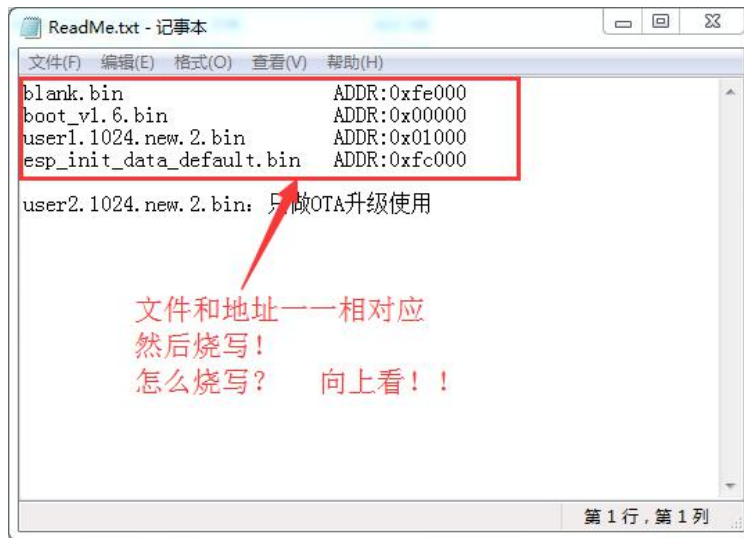 ReadMe.txt - 记事本
文件(F) 编辑(E) 格式(O) 查看(V) 帮助(H)
blank.bin ADDR:0xfe000
boot_v1.6.bin ADDR:0x00000
user1.1024.new.2.bin ADDR:0x01000
esp_init_data_default.bin ADDR:0xfc000
user2.1024.new.2.bin：只做OTA升级使用
文件和地址一一相对应
然后烧写！
怎么烧写？ 向上看！！
第 1 行，第 1 列